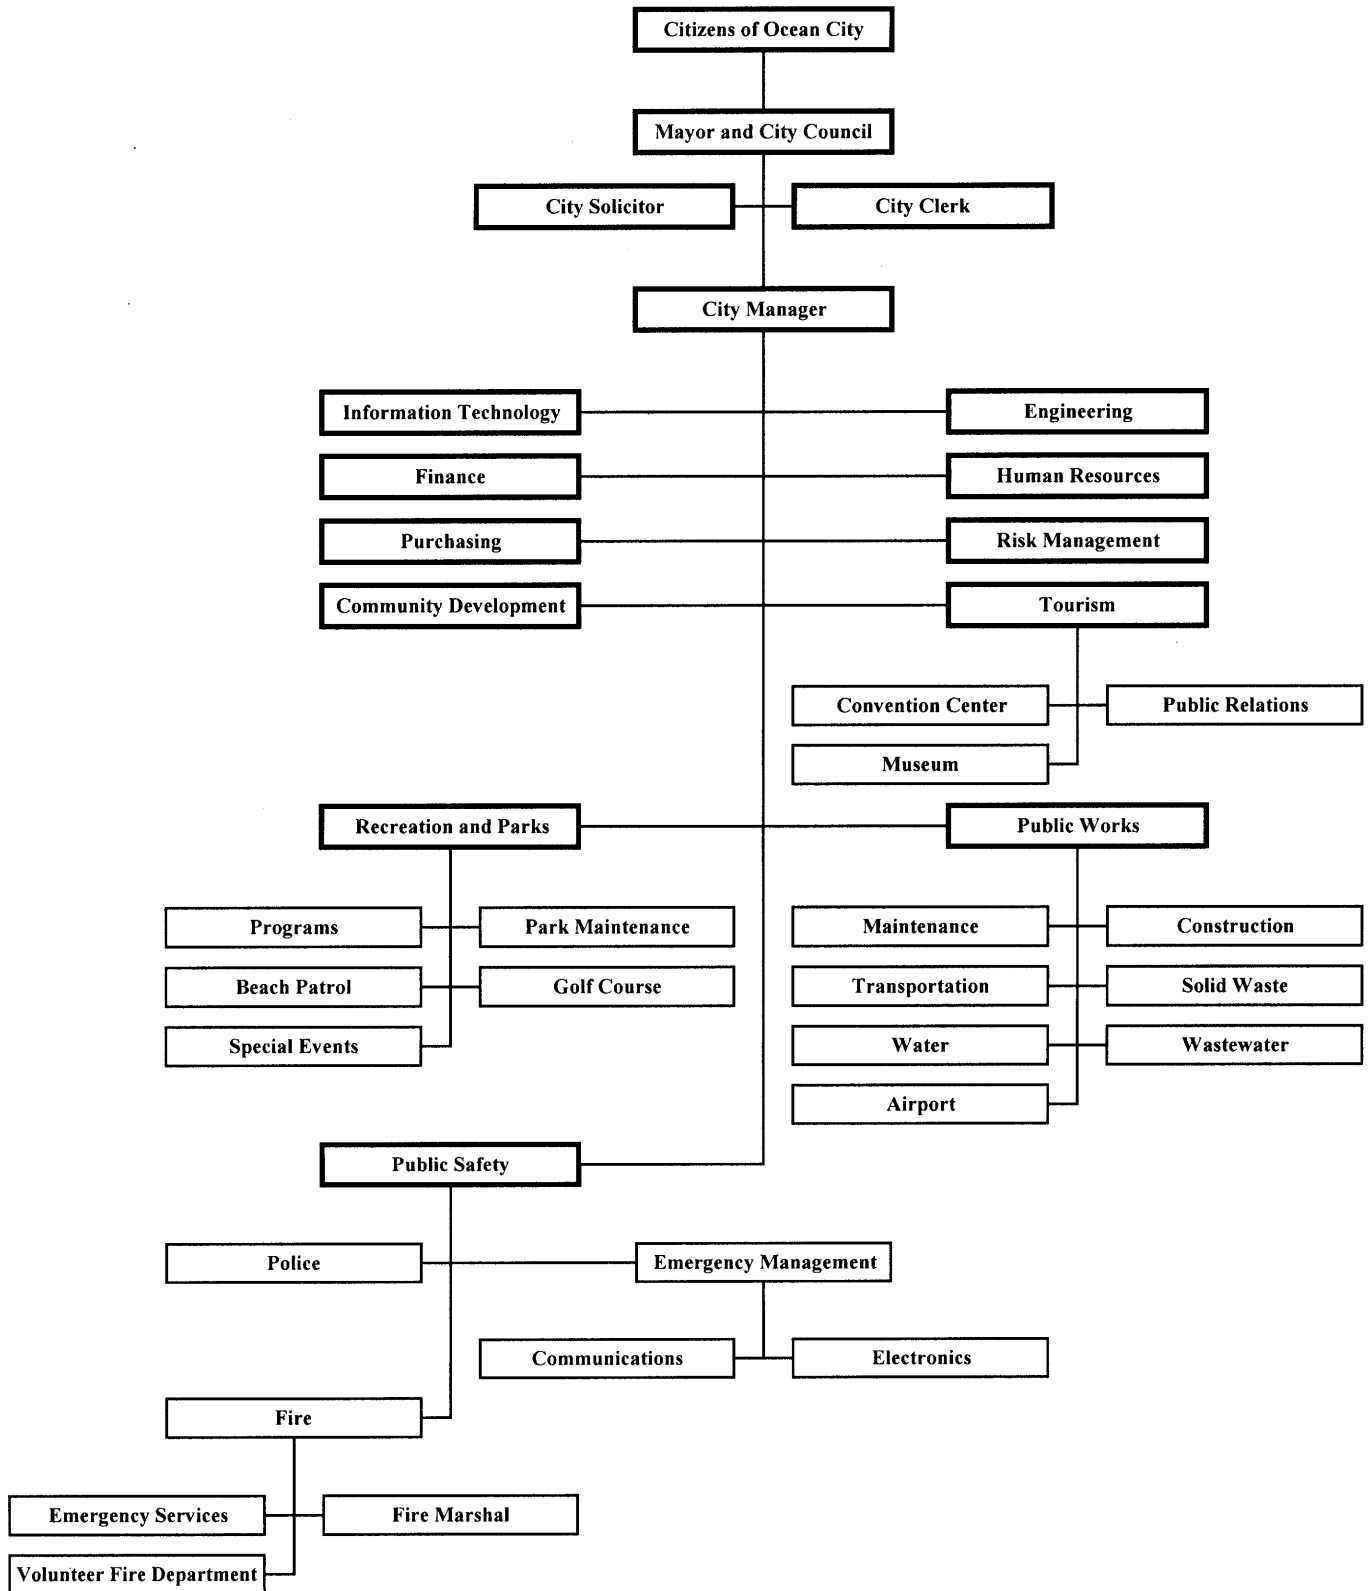 Citizens of Ocean City
Mayor and City Council
City Solicitor
City Clerk
City Manager
Information Technology
Engineering
Finance
Human Resources
Purchasing
Risk Management
Community Development
Tourism
Convention Center
Public Relations
Museum
Recreation and Parks
Public Works
Programs
Park Maintenance
Maintenance
Construction
Beach Patrol
Golf Course
Transportation
Solid Waste
Special Events
Water
Wastewater
Airport
Public Safety
Police
Emergency Management
Communications
Electronics
Fire
Emergency Services
Fire Marshal
Volunteer Fire Department